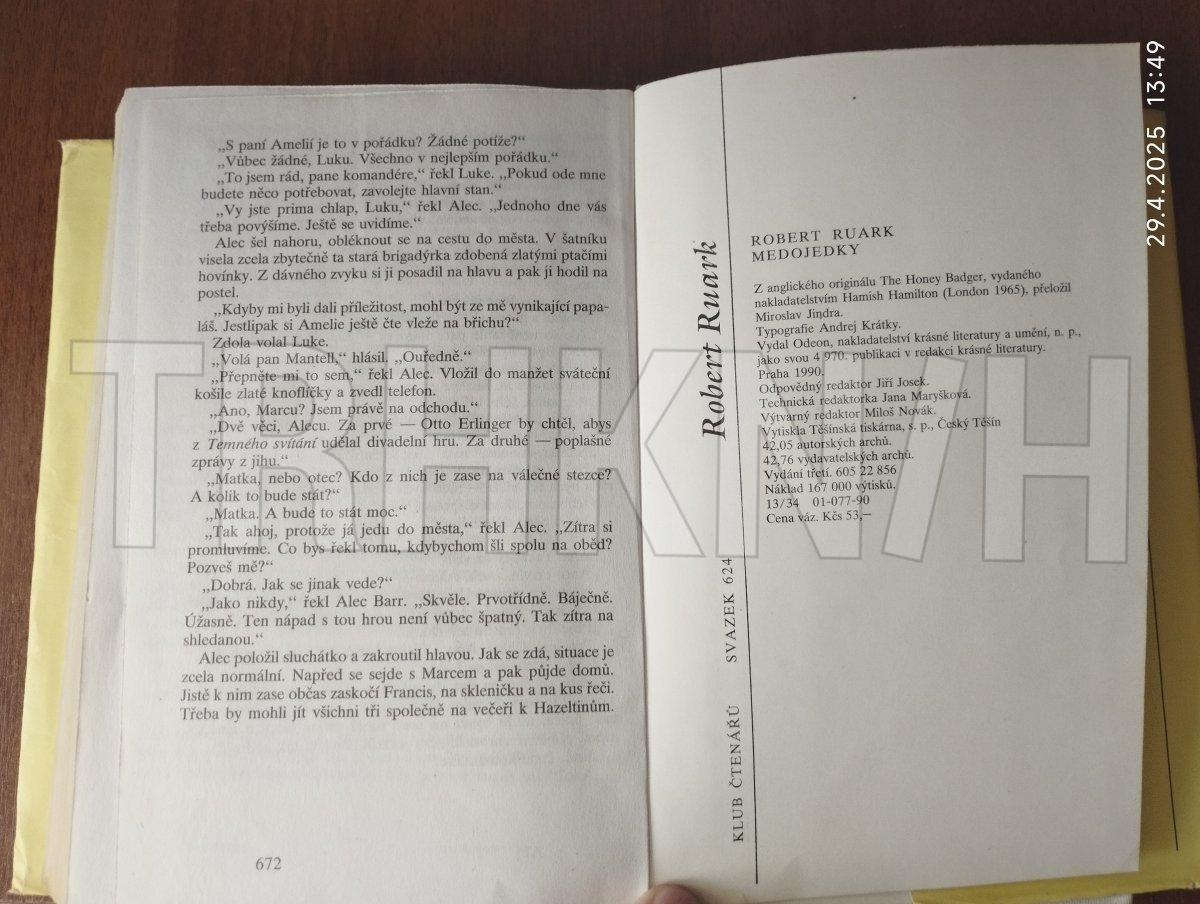 „S paní Amelií je to v pořádku? Žádné potíže?“
„Vůbec žádné, Luku. Všechno v nejlepším pořádku.“
„To jsem rád, pane komandére,“ řekl Luke. „Pokud ode mne
budete něco potřebovat, zavolejte hlavní stan.“
„Vy jste prima chlap, Luku,“ řekl Alec. „Jednoho dne vás
třeba povýšíme. Ještě se uvidíme.“
Alec šel nahoru, obléknout se na cestu do města. V šatníku
visela zcela zbytečně ta stará brigadýrka zdobená zlatými ptačími
hovínky. Z dávného zvyku si ji posadil na hlavu a pak ji hodil na
postel.
„Kdyby mi byli dali příležitost, mohl být ze mě vynikající papa-
láš. Jestlipak si Amelie ještě čte vleže na břichu?“
Zdola volal Luke.
„Volá pan Mantell,“ hlásil. „Ouředně.“
„Přepněte mi to sem,“ řekl Alec. Vložil do manžet sváteční
košile zlaté knoflíčky a zvedl telefon.
„Ano, Marcu? Jsem právě na odchodu.“
„Dvě věci, Alecu. Za prvé — Otto Erlinger by chtěl, abys
z Temného svítání udělal divadelní hru. Za druhé — poplašné
zprávy z jihu.“
„Matka, nebo otec? Kdo z nich je zase na válečné stezce?
A kolik to bude stát?“
„Matka. A bude to stát moc.“
„Tak ahoj, protože já jedu do města,“ řekl Alec. „Zítra si
promluvíme. Co bys řekl tomu, kdybychom šli spolu na oběd?
Pozveš mě?“
„Dobrá. Jak se jinak vede?“
„Jako nikdy,“ řekl Alec Barr. „Skvěle. Prvotřídně. Báječně.
Úžasně. Ten nápad s tou hrou není vůbec špatný. Tak zítra na
shledanou.“
Alec položil sluchátko a zakroutil hlavou. Jak se zdá, situace je
zcela normální. Napřed se sejde s Marcem a pak půjde domů.
Jistě k nim zase občas zaskočí Francis, na skleničku a na kus řeči.
Třeba by mohli jít všichni tři společně na večeři k Hazeltinům.
672
Robert Ruark
KLUB ČTENÁŘŮ SVAZEK 624
ROBERT RUARK
MEDOJEDKY
Z anglického originálu The Honey Badger, vydaného
nakladatelstvím Hamish Hamilton (London 1965), přeložil
Miroslav Jindra.
Typografie Andrej Krátky.
Vydal Odeon, nakladatelství krásné literatury a umění, n. p.,
jako svou 4 970. publikaci v redakci krásné literatury.
Praha 1990.
Odpovědný redaktor Jiří Josek.
Technická redaktorka Jana Maryšková.
Výtvarný redaktor Miloš Novák.
Vytiskla Těšínská tiskárna, s. p., Český Těšín
42,05 autorských archů.
42,76 vydavatelských archů.
Vydání třetí. 605 22 856
Náklad 167 000 výtisků.
13/34 01-077-90
Cena váz. Kčs 53,—
29.4.2025 13:49
TRHKNIH